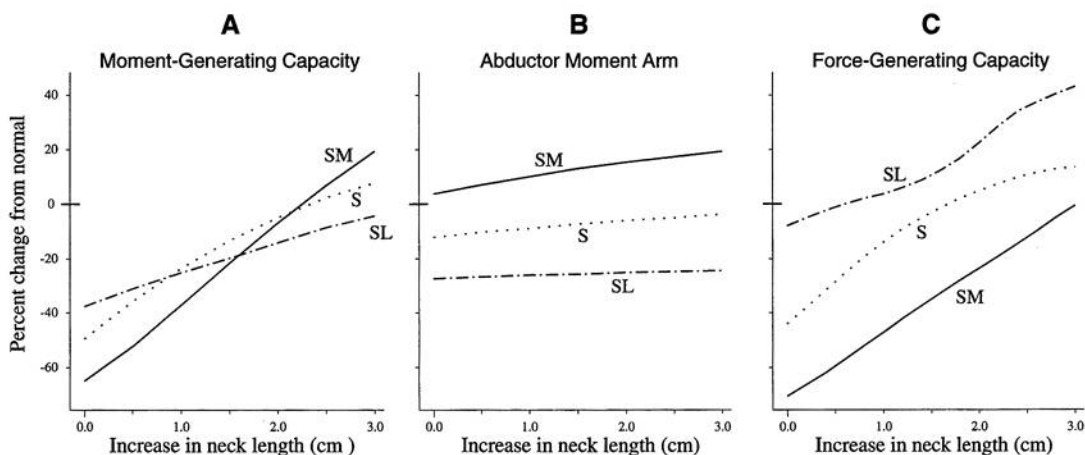 A
Moment-Generating Capacity
Percent change from normal
40
20
0
-20
-40
-60
SM
S
SL
0.0 1.0 2.0 3.0
Increase in neck length (cm )
B
Abductor Moment Arm
SM
S
SL
0.0 1.0 2.0 3.0
Increase in neck length (cm)
C
Force-Generating Capacity
SL
S
SM
0.0 1.0 2.0 3.0
Increase in neck length (cm)